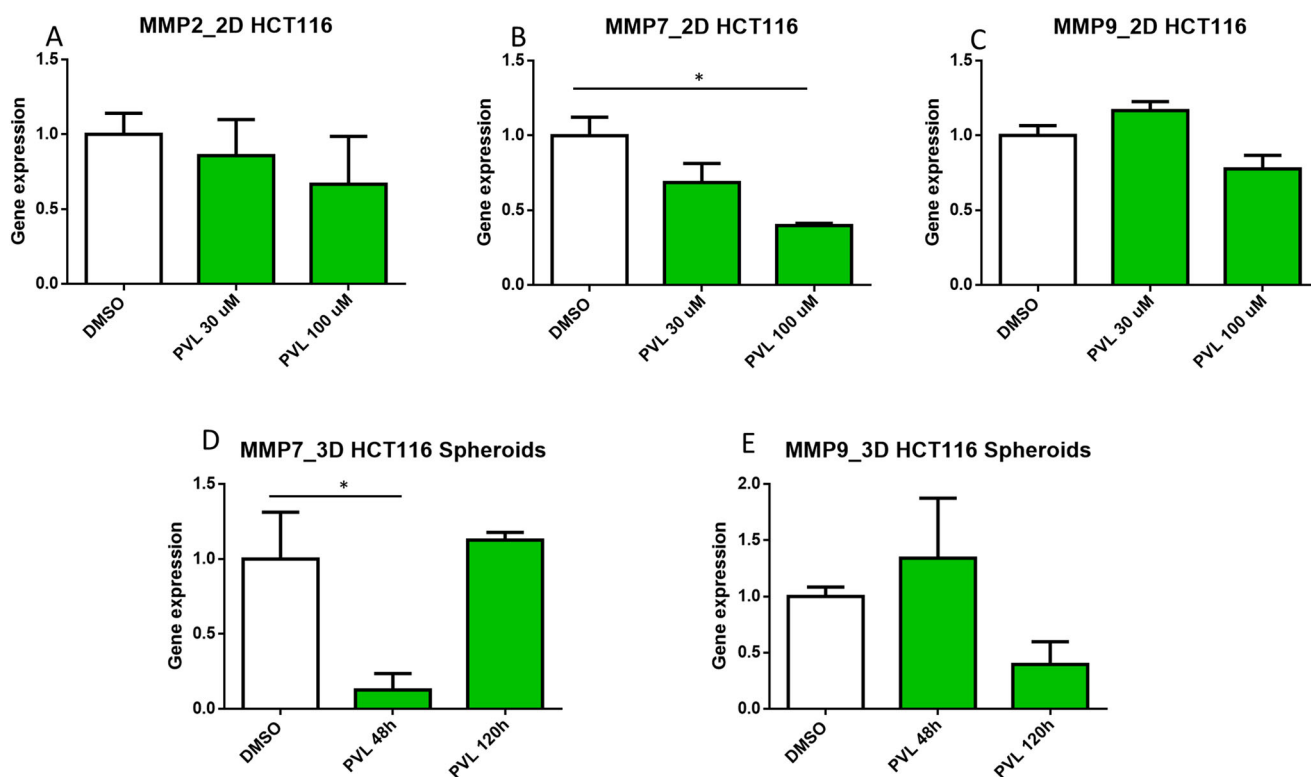 A
MMP2_2D HCT116
Gene expression
1.5
1.0
0.5
0.0
DMSO
PVL 30 uM
PVL 100 uM
B
MMP7_2D HCT116
Gene expression
1.5
1.0
0.5
0.0
*
DMSO
PVL 30 uM
PVL 100 uM
C
MMP9_2D HCT116
Gene expression
1.5
1.0
0.5
0.0
DMSO
PVL 30 uM
PVL 100 uM
D
MMP7_3D HCT116 Spheroids
Gene expression
1.5
1.0
0.5
0.0
*
DMSO
PVL 48h
PVL 120h
E
MMP9_3D HCT116 Spheroids
Gene expression
2.0
1.5
1.0
0.5
0.0
DMSO
PVL 48h
PVL 120h